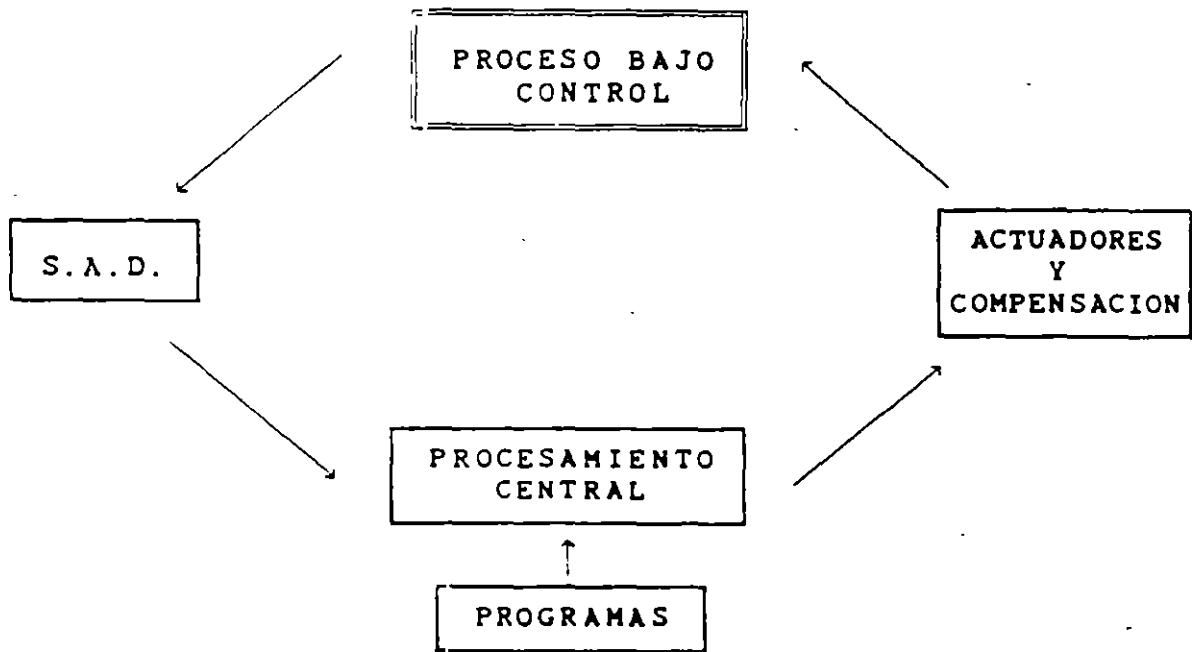 PROCESO BAJO
CONTROL
S.A.D.
ACTUADORES
Y
COMPENSACION
PROCESAMIENTO
CENTRAL
PROGRAMAS